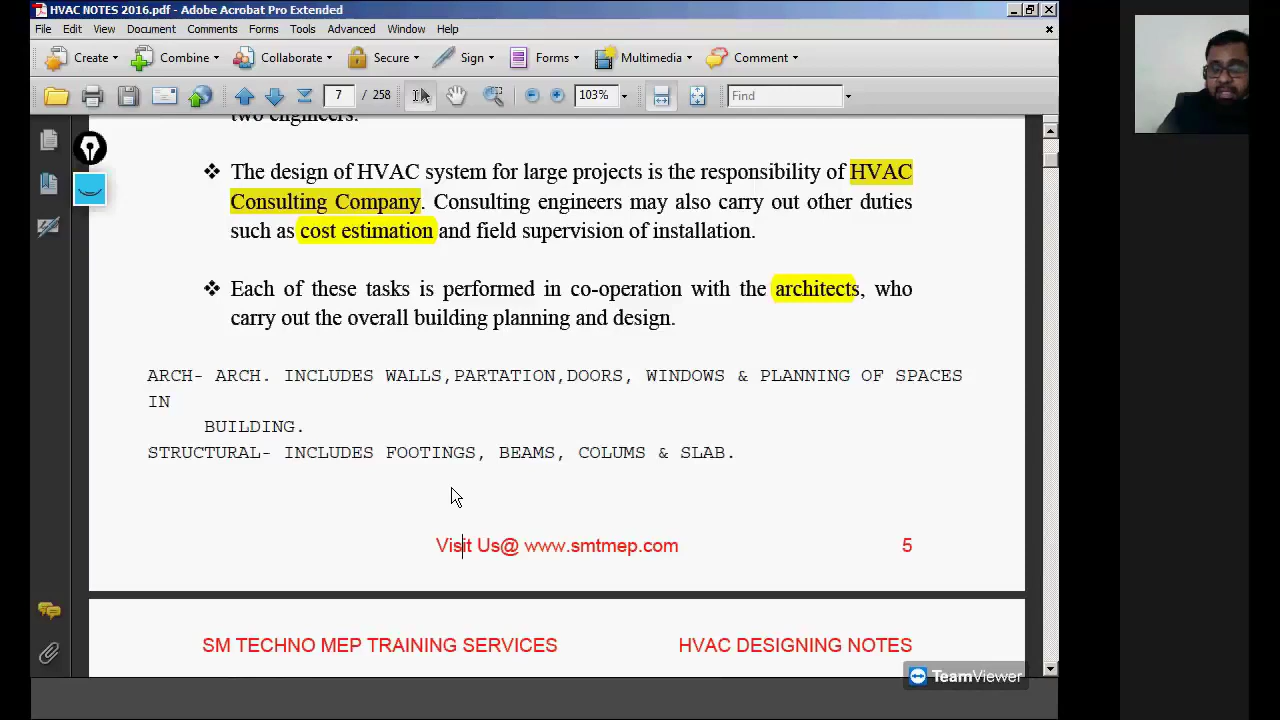 HVAC NOTES 2016.pdf - Adobe Acrobat Pro Extended
File Edit View Document Comments Forms Tools Advanced Window Help
Create Combine Collaborate Secure Sign Forms Multimedia Comment
7 / 258 103% Find
two engineers.
❖ The design of HVAC system for large projects is the responsibility of HVAC
Consulting Company. Consulting engineers may also carry out other duties
such as cost estimation and field supervision of installation.
❖ Each of these tasks is performed in co-operation with the architects, who
carry out the overall building planning and design.
ARCH- ARCH. INCLUDES WALLS,PARTATION,DOORS, WINDOWS & PLANNING OF SPACES
IN
BUILDING.
STRUCTURAL- INCLUDES FOOTINGS, BEAMS, COLUMS & SLAB.
Visit Us@ www.smtmep.com 5
SM TECHNO MEP TRAINING SERVICES HVAC DESIGNING NOTES
TeamViewer